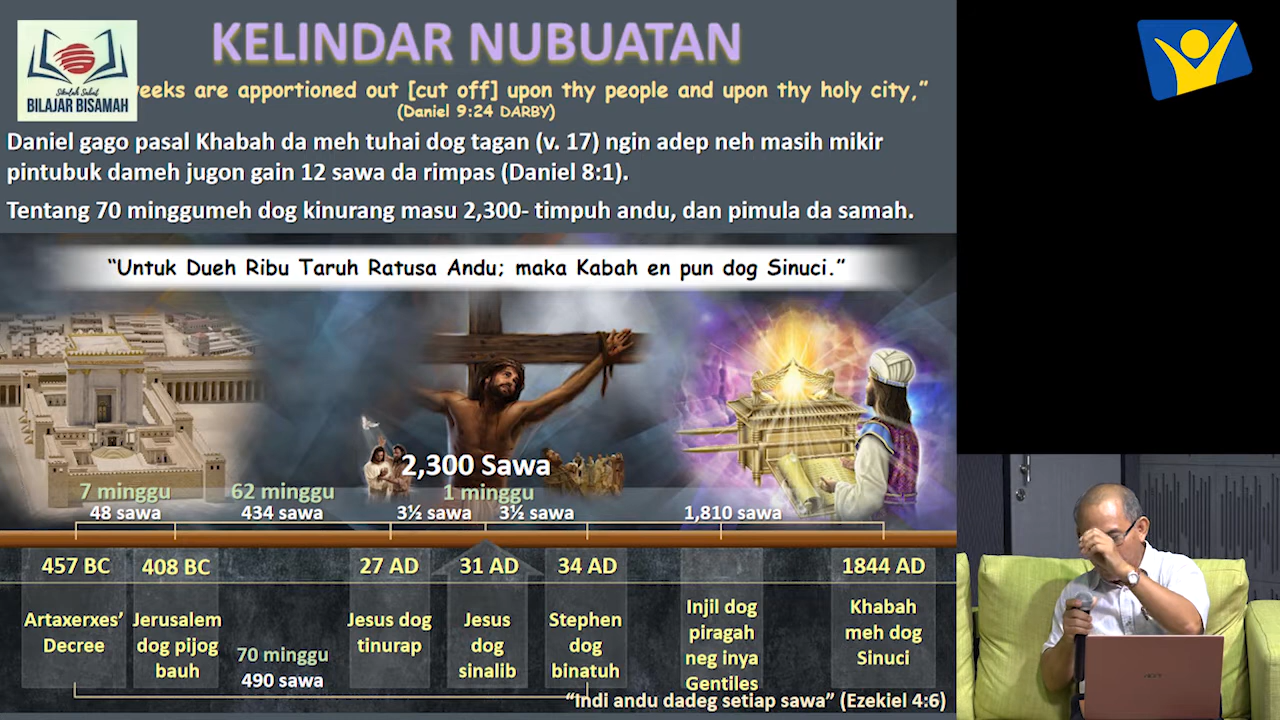 KELINDAR NUBUATAN
Sikulah Sabat
BILAJAR BISAMAH
weeks are apportioned out [cut off] upon thy people and upon thy holy city,”
(Daniel 9:24 DARBY)
Daniel gago pasal Khabah da meh tuhai dog tagan (v. 17) ngin adep neh masih mikir
pintubuk dameh jugon gain 12 sawa da rimpas (Daniel 8:1).
Tentang 70 minggumeh dog kinurang masu 2,300- timpuh andu, dan pimula da samah.
“Untuk Dueh Ribu Taruh Ratusa Andu; maka Kabah en pun dog Sinuci.”
2,300 Sawa
7 minggu
62 minggu
1 minggu
48 sawa
434 sawa
3½ sawa
3½ sawa
1,810 sawa
457 BC
408 BC
27 AD
31 AD
34 AD
1844 AD
Artaxerxes’
Decree
Jerusalem
dog pijog
bauh
Jesus dog
tinurap
Jesus
dog
sinalib
Stephen
dog
binatuh
Injil dog
piragah
neg inya
Gentiles
Khabah
meh dog
Sinuci
70 minggu
490 sawa
“Indi andu dadeg setiap sawa” (Ezekiel 4:6)
acer